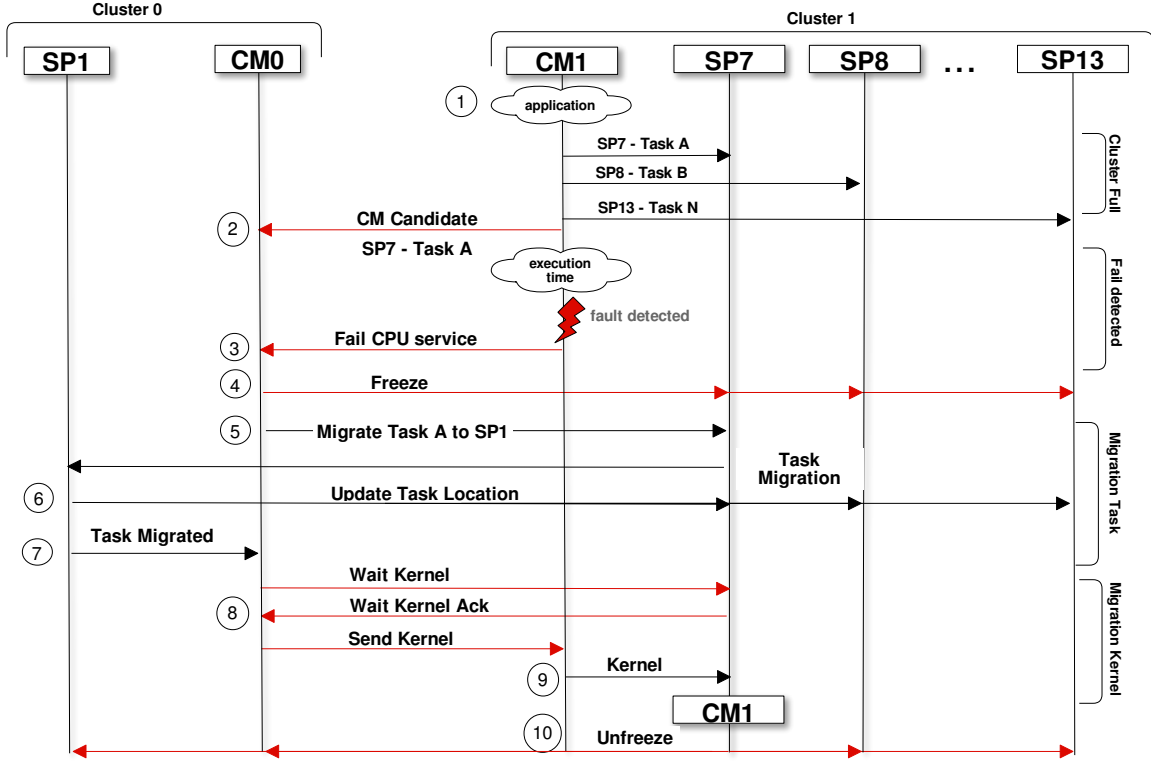 Cluster 0
Cluster 1
SP1
CM0
CM1
SP7
SP8
...
SP13
1
application
SP7 - Task A
SP8 - Task B
SP13 - Task N
Cluster Full
2
CM Candidate
SP7 - Task A
execution
time
fault detected
Fail detected
3
Fail CPU service
4
Freeze
5
Migrate Task A to SP1
Task
Migration
6
Update Task Location
Migration Task
7
Task Migrated
Wait Kernel
8
Wait Kernel Ack
Send Kernel
Migration Kernel
9
Kernel
CM1
10
Unfreeze